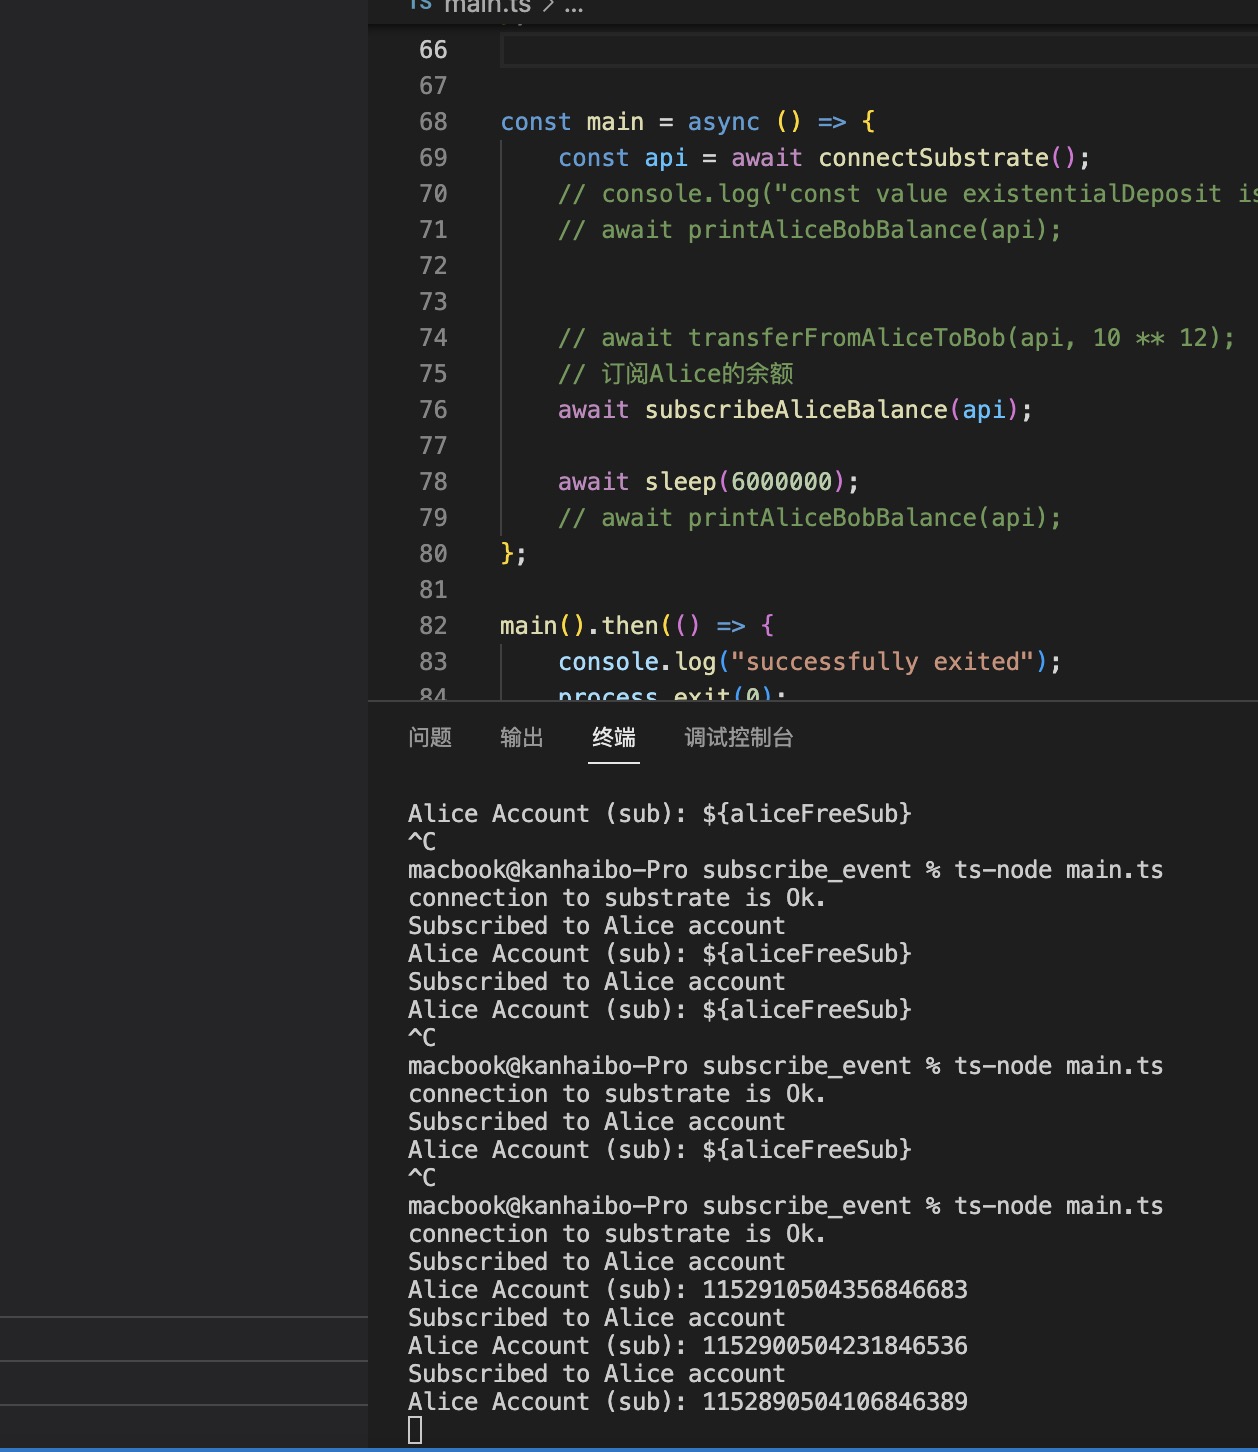 TS main.ts > ...
66
67
68 const main = async () => {
69 const api = await connectSubstrate();
70 // console.log("const value existentialDeposit is
71 // await printAliceBobBalance(api);
72
73
74 // await transferFromAliceToBob(api, 10 ** 12);
75 // 订阅Alice的余额
76 await subscribeAliceBalance(api);
77
78 await sleep(6000000);
79 // await printAliceBobBalance(api);
80 };
81
82 main().then(() => {
83 console.log("successfully exited");
84 process.exit(0);
问题 输出 终端 调试控制台
Alice Account (sub): ${aliceFreeSub}
^C
macbook@kanhaibo-Pro subscribe_event % ts-node main.ts
connection to substrate is Ok.
Subscribed to Alice account
Alice Account (sub): ${aliceFreeSub}
Subscribed to Alice account
Alice Account (sub): ${aliceFreeSub}
^C
macbook@kanhaibo-Pro subscribe_event % ts-node main.ts
connection to substrate is Ok.
Subscribed to Alice account
Alice Account (sub): ${aliceFreeSub}
^C
macbook@kanhaibo-Pro subscribe_event % ts-node main.ts
connection to substrate is Ok.
Subscribed to Alice account
Alice Account (sub): 1152910504356846683
Subscribed to Alice account
Alice Account (sub): 1152900504231846536
Subscribed to Alice account
Alice Account (sub): 1152890504106846389